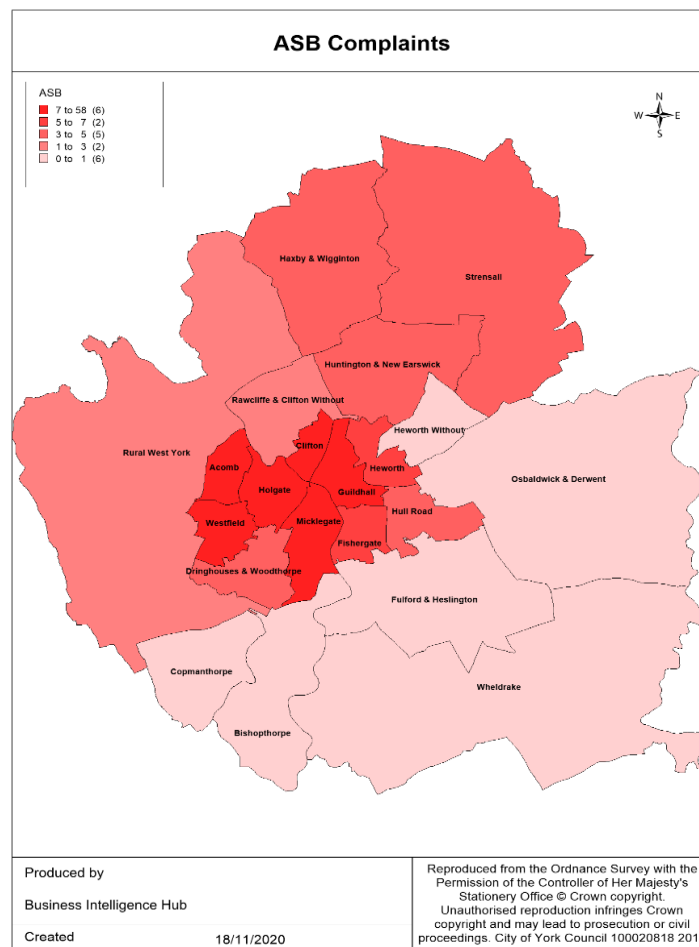 ASB Complaints
ASB
7 to 58 (6)
5 to 7 (2)
3 to 5 (5)
1 to 3 (2)
0 to 1 (6)
N
W E
S
Haxby & Wigginton
Strensall
Huntington & New Earswick
Rawcliffe & Clifton Without
Heworth Without
Clifton
Rural West York
Acomb
Heworth
Osbaldwick & Derwent
Holgate
Guildhall
Hull Road
Westfield
Micklegate
Fishergate
Dringhouses & Woodthorpe
Fulford & Heslington
Copmanthorpe
Wheldrake
Bishopthorpe
Produced by
Business Intelligence Hub
Created 18/11/2020
Reproduced from the Ordnance Survey with the
Permission of the Controller of Her Majesty's
Stationery Office © Crown copyright.
Unauthorised reproduction infringes Crown
copyright and may lead to prosecution or civil
proceedings. City of York Council 100020818 201